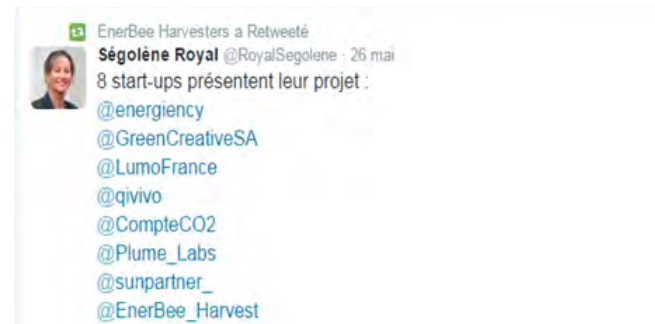 EnerBee Harvesters a Retweeté
Ségolène Royal @RoyalSegolene · 26 mai
8 start-ups présentent leur projet :
@energiency
@GreenCreativeSA
@LumoFrance
@qivivo
@CompteCO2
@Plume_Labs
@sunpartner_
@EnerBee_Harvest